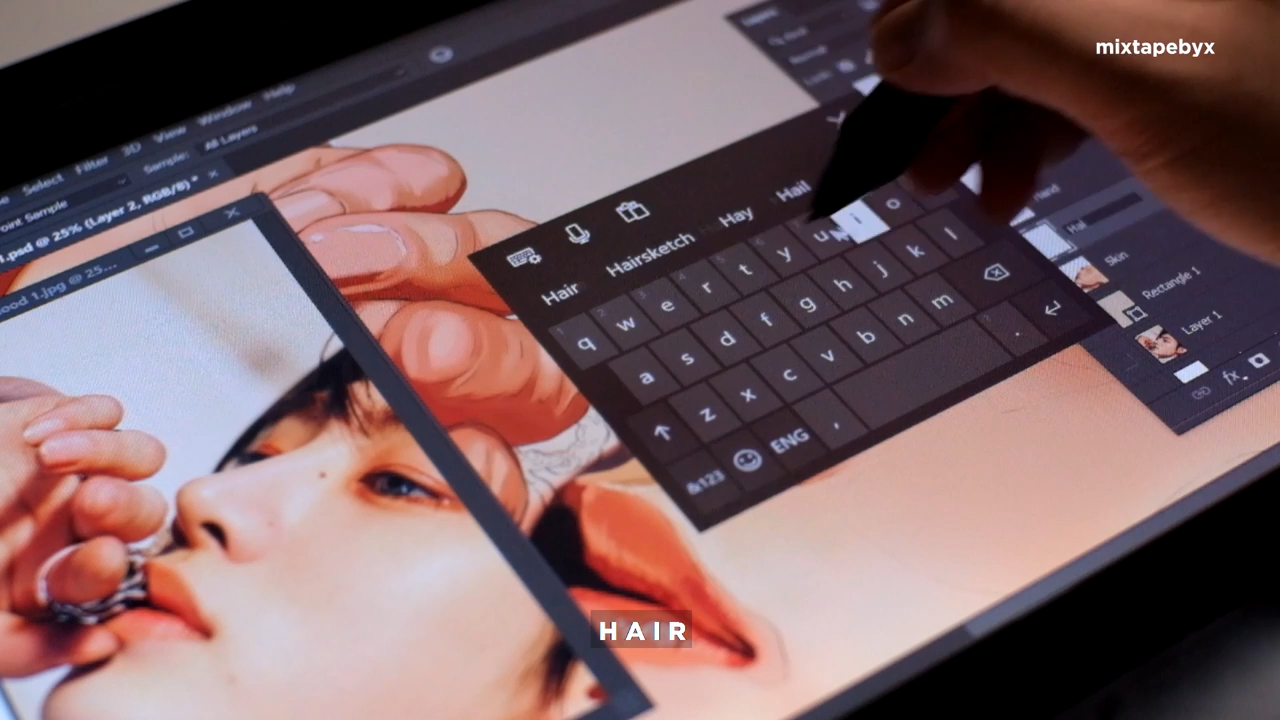 mixtapebyx
Select Filter 3D View Window Help
Sample: All Layers
Point Sample
1.psd @ 25% (Layer 2, RGB/8) * ×
ood 1.jpg @ 25...
Hair Hairsketch Hay Hail
q w e r t y u i o
a s d f g h j k l
z x c v b n m
&123 ENG , .
Hai
Skin
Rectangle 1
Layer 1
fx
HAIR